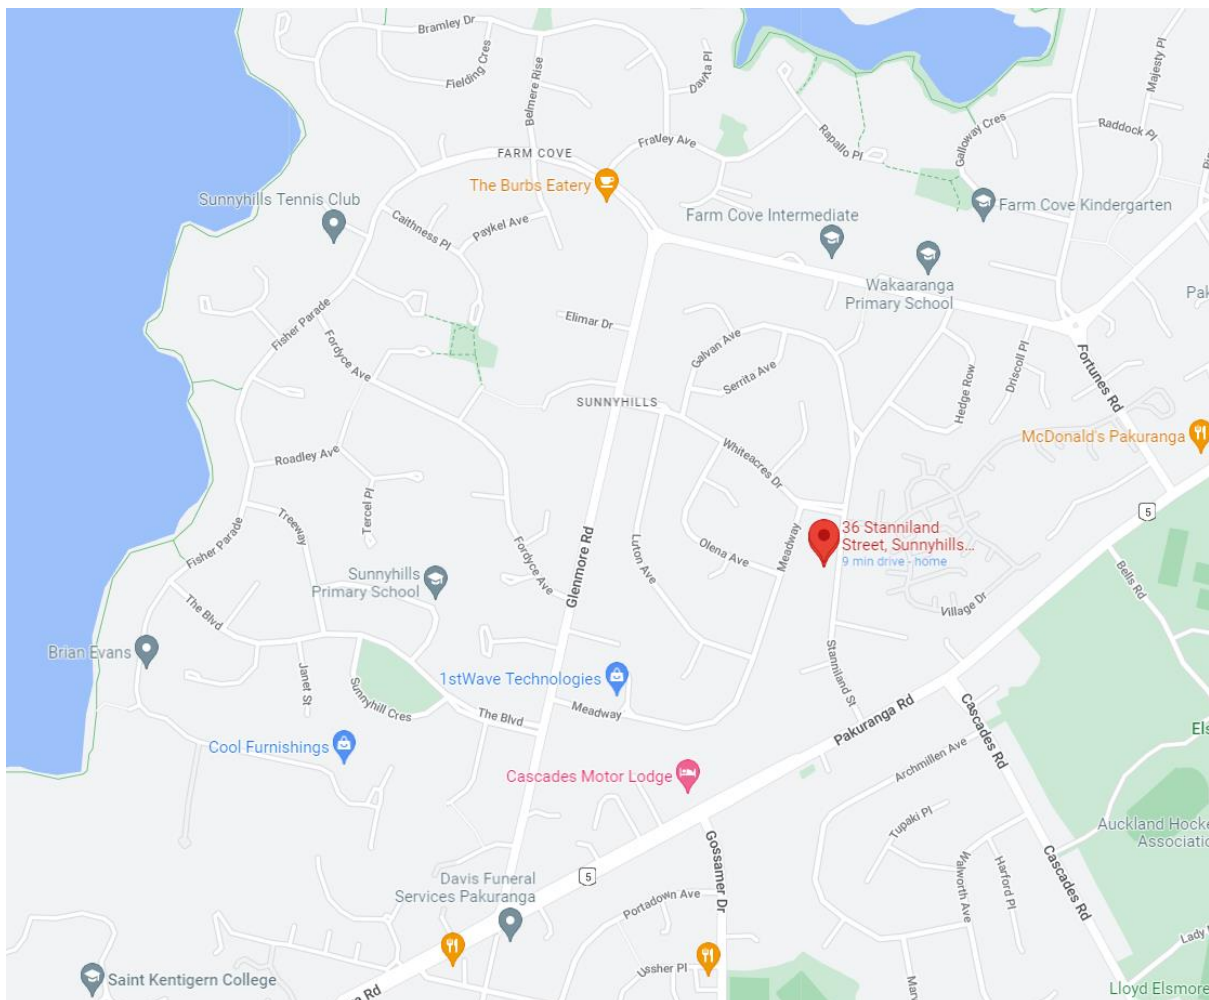 Bramley Dr
Fielding Cres
Belmere Rise
Davita Pl
Majesty Pl
Raddock Pl
Galloway Cres
Rapallo Pl
Fratley Ave
FARM COVE
The Burbs Eatery
Sunnyhills Tennis Club
Caithness Pl
Paykel Ave
Farm Cove Intermediate
Farm Cove Kindergarten
Wakaaranga
Primary School
Pak
Elimar Dr
Fisher Parade
Fordyce Ave
Galvan Ave
Serrita Ave
Hedge Row
Driscoll Pl
Fortunes Rd
SUNNYHILLS
McDonald's Pakuranga
Whiteacres Dr
Roadley Ave
Tercel Pl
Treeway
Fisher Parade
5
36 Stanniland
Street, Sunnyhills...
9 min drive - home
Glenmore Rd
Luton Ave
Olena Ave
Meadway
Fordyce Ave
Sunnyhills
Primary School
Bells Rd
Village Dr
The Blvd
Brian Evans
Janet St
Sunnyhill Cres
The Blvd
1stWave Technologies
Meadway
Stanniland St
Pakuranga Rd
Cascades Rd
Els
Cool Furnishings
Cascades Motor Lodge
Archmillen Ave
Tupaki Pl
Auckland Hocke
Associatio
Gossamer Dr
Walworth Ave
Harford Pl
Cascades Rd
5
Davis Funeral
Services Pakuranga
Portadown Ave
Lady
Ussher Pl
Saint Kentigern College
Rd
Lloyd Elsmore